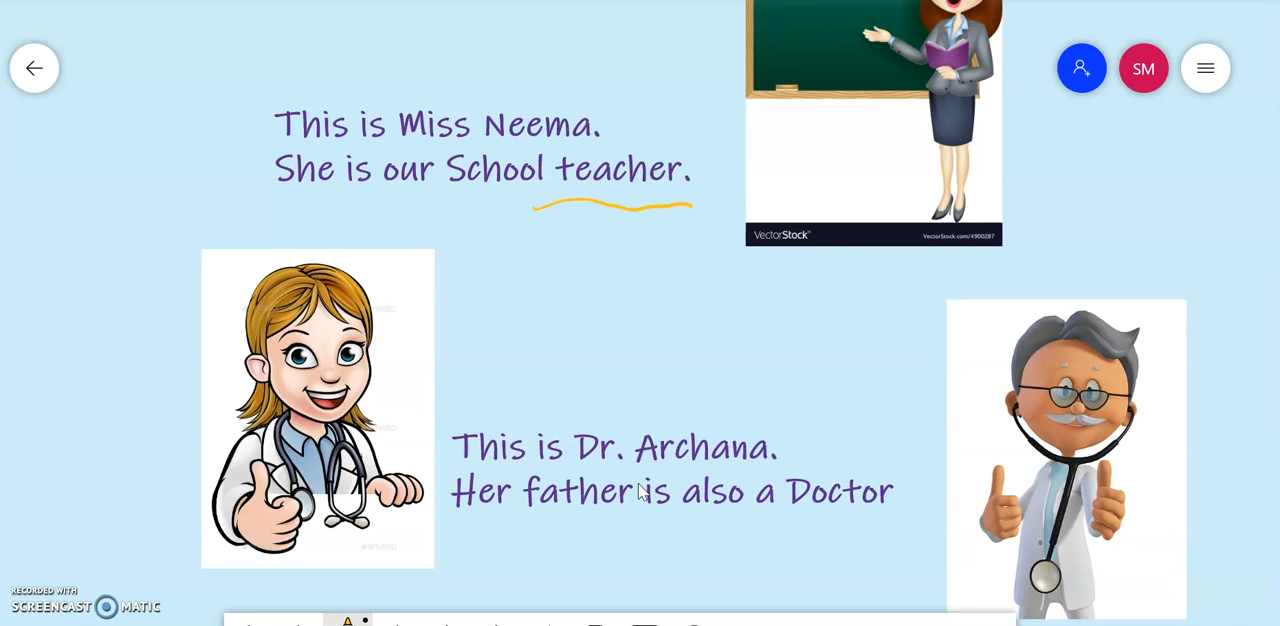 SM
This is Miss Neema.
She is our School teacher.
VectorStock®
VectorStock.com/4900287
This is Dr. Archana.
Her father is also a Doctor
RECORDED WITH
SCREENCAST MATIC